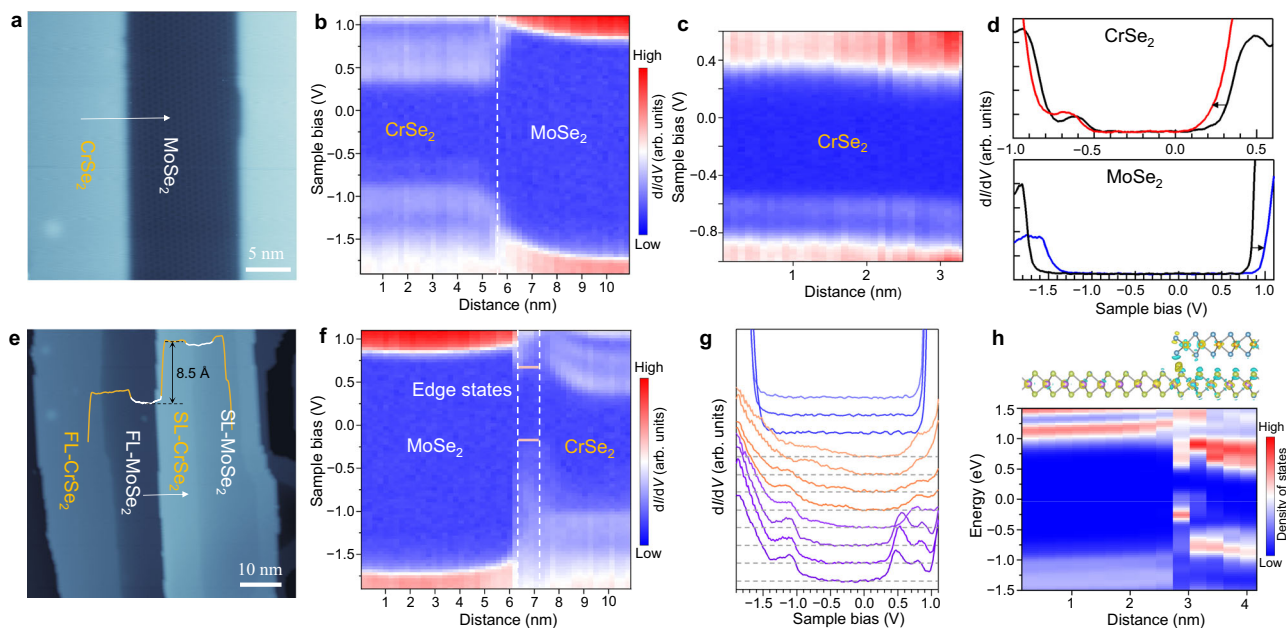 a
CrSe2
MoSe2
5 nm
b
1.0
0.5
0.0
-0.5
-1.0
-1.5
Sample bias (V)
CrSe2
MoSe2
1 2 3 4 5 6 7 8 9 10
Distance (nm)
High
dI/dV (arb. units)
Low
c
0.4
0.0
-0.4
-0.8
Sample bias (V)
CrSe2
1 2 3
Distance (nm)
d
CrSe2
-1.0 -0.5 0 0.5 1.0
dI/dV (arb. units)
MoSe2
-1.5 -1.0 -0.5 0.0 0.5 1.0
Sample bias (V)
e
8.5 Å
FL-CrSe2
FL-MoSe2
SL-CrSe2
SL-MoSe2
10 nm
f
1.0
0.5
0.0
-0.5
-1.0
-1.5
Sample bias (V)
Edge states
MoSe2
CrSe2
1 2 3 4 5 6 7 8 9 10
Distance (nm)
High
dI/dV (arb. units)
Low
g
dI/dV (arb. units)
-1.5 -1.0 -0.5 0.0 0.5 1.0
Sample bias (V)
h
1.5
1.0
0.5
0.0
-0.5
-1.0
-1.5
Energy (eV)
1 2 3 4
Distance (nm)
High
Density of states
Low